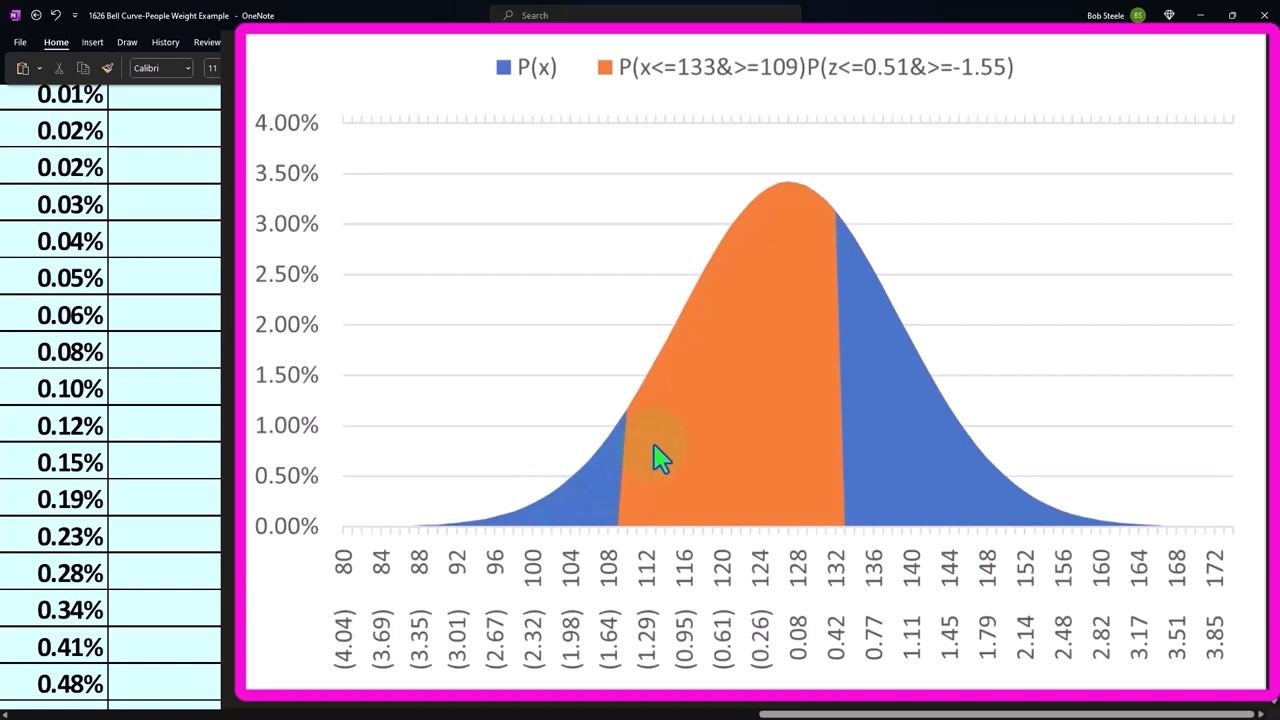 1626 Bell Curve-People Weight Example - OneNote
Search
Bob Steele
BS
File Home Insert Draw History Review
Calibri 11
0.01%
0.02%
0.02%
0.03%
0.04%
0.05%
0.06%
0.08%
0.10%
0.12%
0.15%
0.19%
0.23%
0.28%
0.34%
0.41%
0.48%
P(x) P(x<=133&>=109)P(z<=0.51&>=-1.55)
4.00%
3.50%
3.00%
2.50%
2.00%
1.50%
1.00%
0.50%
0.00%
80 84 88 92 96 100 104 108 112 116 120 124 128 132 136 140 144 148 152 156 160 164 168 172
(4.04) (3.69) (3.35) (3.01) (2.67) (2.32) (1.98) (1.64) (1.29) (0.95) (0.61) (0.26) 0.08 0.42 0.77 1.11 1.45 1.79 2.14 2.48 2.82 3.17 3.51 3.85